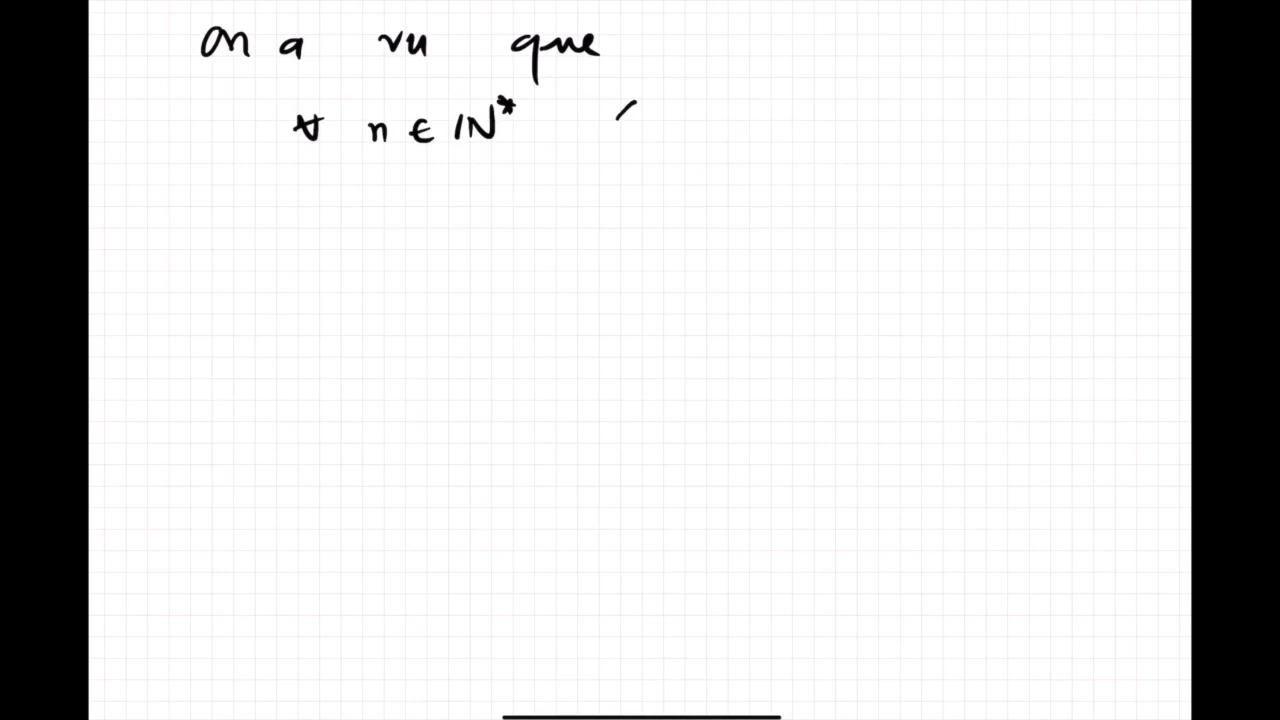 on a vu que
∀ n ∈ ℕ*